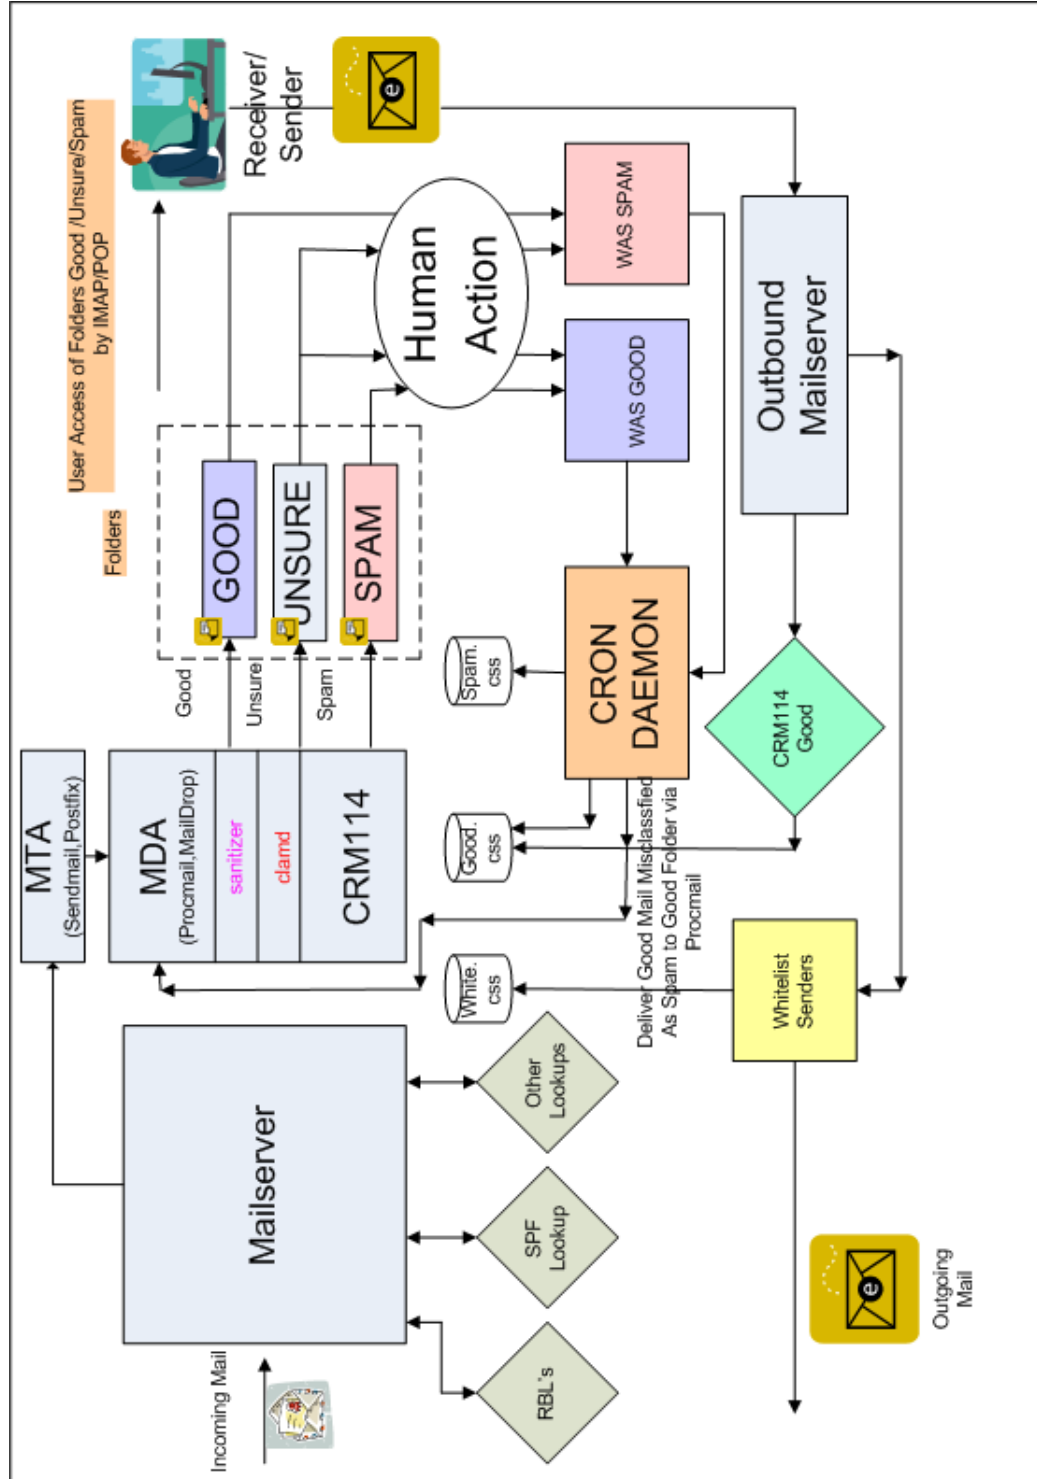 Incoming Mail
Mailserver
RBL's
SPF
Lookup
Other
Lookups
MTA
(Sendmail,Postfix)
MDA
(Procmail,MailDrop)
sanitizer
clamd
CRM114
Good
Unsure
Spam
Folders
GOOD
UNSURE
SPAM
User Access of Folders Good /Unsure/Spam
by IMAP/POP
Receiver/
Sender
Human
Action
WAS GOOD
WAS SPAM
CRON
DAEMON
Spam.
css
Good.
css
White.
css
Deliver Good Mail Misclassfied
As Spam to Good Folder via
Procmail
Outbound
Mailserver
CRM114
Good
Whitelist
Senders
e
e
Outgoing
Mail